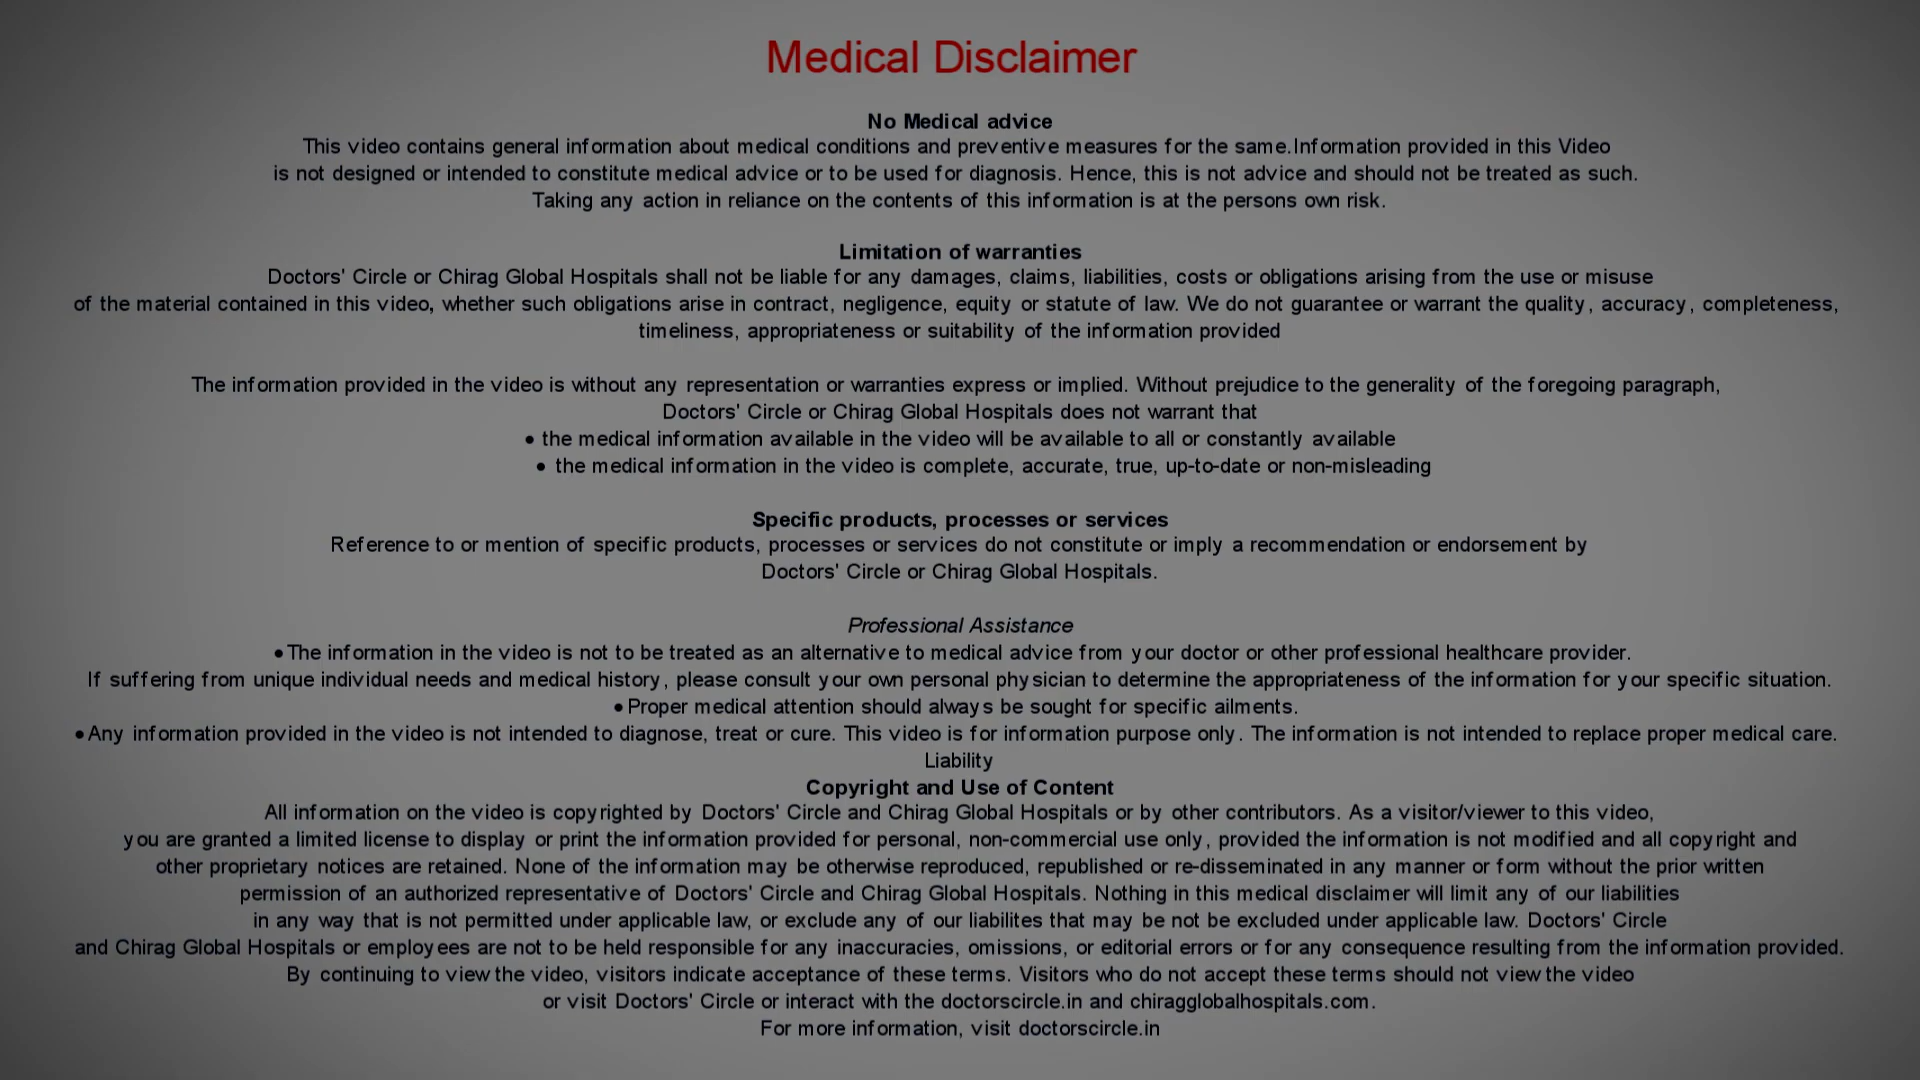 Medical Disclaimer
No Medical advice
This video contains general information about medical conditions and preventive measures for the same.Information provided in this Video
is not designed or intended to constitute medical advice or to be used for diagnosis. Hence, this is not advice and should not be treated as such.
Taking any action in reliance on the contents of this information is at the persons own risk.
Limitation of warranties
Doctors' Circle or Chirag Global Hospitals shall not be liable for any damages, claims, liabilities, costs or obligations arising from the use or misuse
of the material contained in this video, whether such obligations arise in contract, negligence, equity or statute of law. We do not guarantee or warrant the quality, accuracy, completeness,
timeliness, appropriateness or suitability of the information provided
The information provided in the video is without any representation or warranties express or implied. Without prejudice to the generality of the foregoing paragraph,
Doctors' Circle or Chirag Global Hospitals does not warrant that
• the medical information available in the video will be available to all or constantly available
• the medical information in the video is complete, accurate, true, up-to-date or non-misleading
Specific products, processes or services
Reference to or mention of specific products, processes or services do not constitute or imply a recommendation or endorsement by
Doctors' Circle or Chirag Global Hospitals.
Professional Assistance
•The information in the video is not to be treated as an alternative to medical advice from your doctor or other professional healthcare provider.
If suffering from unique individual needs and medical history, please consult your own personal physician to determine the appropriateness of the information for your specific situation.
•Proper medical attention should always be sought for specific ailments.
•Any information provided in the video is not intended to diagnose, treat or cure. This video is for information purpose only. The information is not intended to replace proper medical care.
Liability
Copyright and Use of Content
All information on the video is copyrighted by Doctors' Circle and Chirag Global Hospitals or by other contributors. As a visitor/viewer to this video,
you are granted a limited license to display or print the information provided for personal, non-commercial use only, provided the information is not modified and all copyright and
other proprietary notices are retained. None of the information may be otherwise reproduced, republished or re-disseminated in any manner or form without the prior written
permission of an authorized representative of Doctors' Circle and Chirag Global Hospitals. Nothing in this medical disclaimer will limit any of our liabilities
in any way that is not permitted under applicable law, or exclude any of our liabilites that may be not be excluded under applicable law. Doctors' Circle
and Chirag Global Hospitals or employees are not to be held responsible for any inaccuracies, omissions, or editorial errors or for any consequence resulting from the information provided.
By continuing to view the video, visitors indicate acceptance of these terms. Visitors who do not accept these terms should not view the video
or visit Doctors' Circle or interact with the doctorscircle.in and chiragglobalhospitals.com.
For more information, visit doctorscircle.in